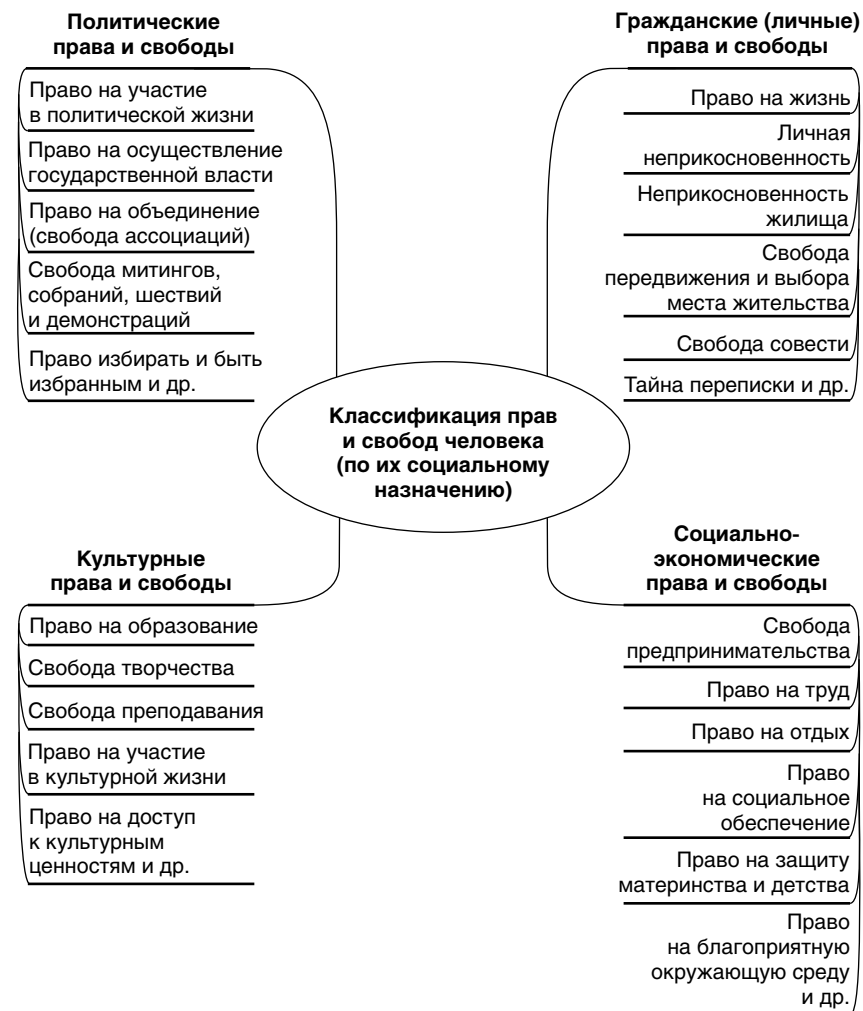 Политические
права и свободы
Право на участие
в политической жизни
Право на осуществление
государственной власти
Право на объединение
(свобода ассоциаций)
Свобода митингов,
собраний, шествий
и демонстраций
Право избирать и быть
избранным и др.
Гражданские (личные)
права и свободы
Право на жизнь
Личная
неприкосновенность
Неприкосновенность
жилища
Свобода
передвижения и выбора
места жительства
Свобода совести
Тайна переписки и др.
Классификация прав
и свобод человека
(по их социальному
назначению)
Культурные
права и свободы
Право на образование
Свобода творчества
Свобода преподавания
Право на участие
в культурной жизни
Право на доступ
к культурным
ценностям и др.
Социально-
экономические
права и свободы
Свобода
предпринимательства
Право на труд
Право на отдых
Право
на социальное
обеспечение
Право на защиту
материнства и детства
Право
на благоприятную
окружающую среду
и др.